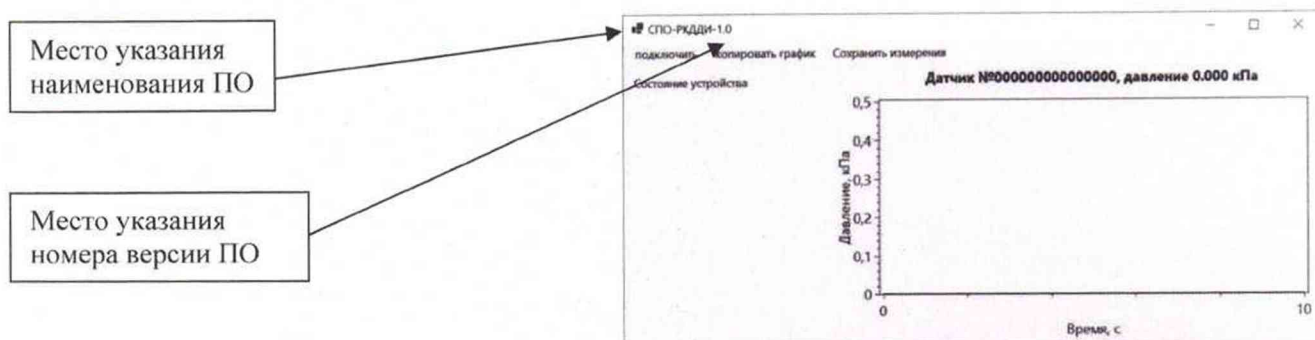 Место указания
наименования ПО
Место указания
номера версии ПО
СПО-РКДДИ-1.0
подключить копировать график Сохранить измерения
Состояние устройства
Датчик №000000000000000, давление 0.000 кПа
Давление, кПа
0,5
0,4
0,3
0,2
0,1
0
0
10
Время, с